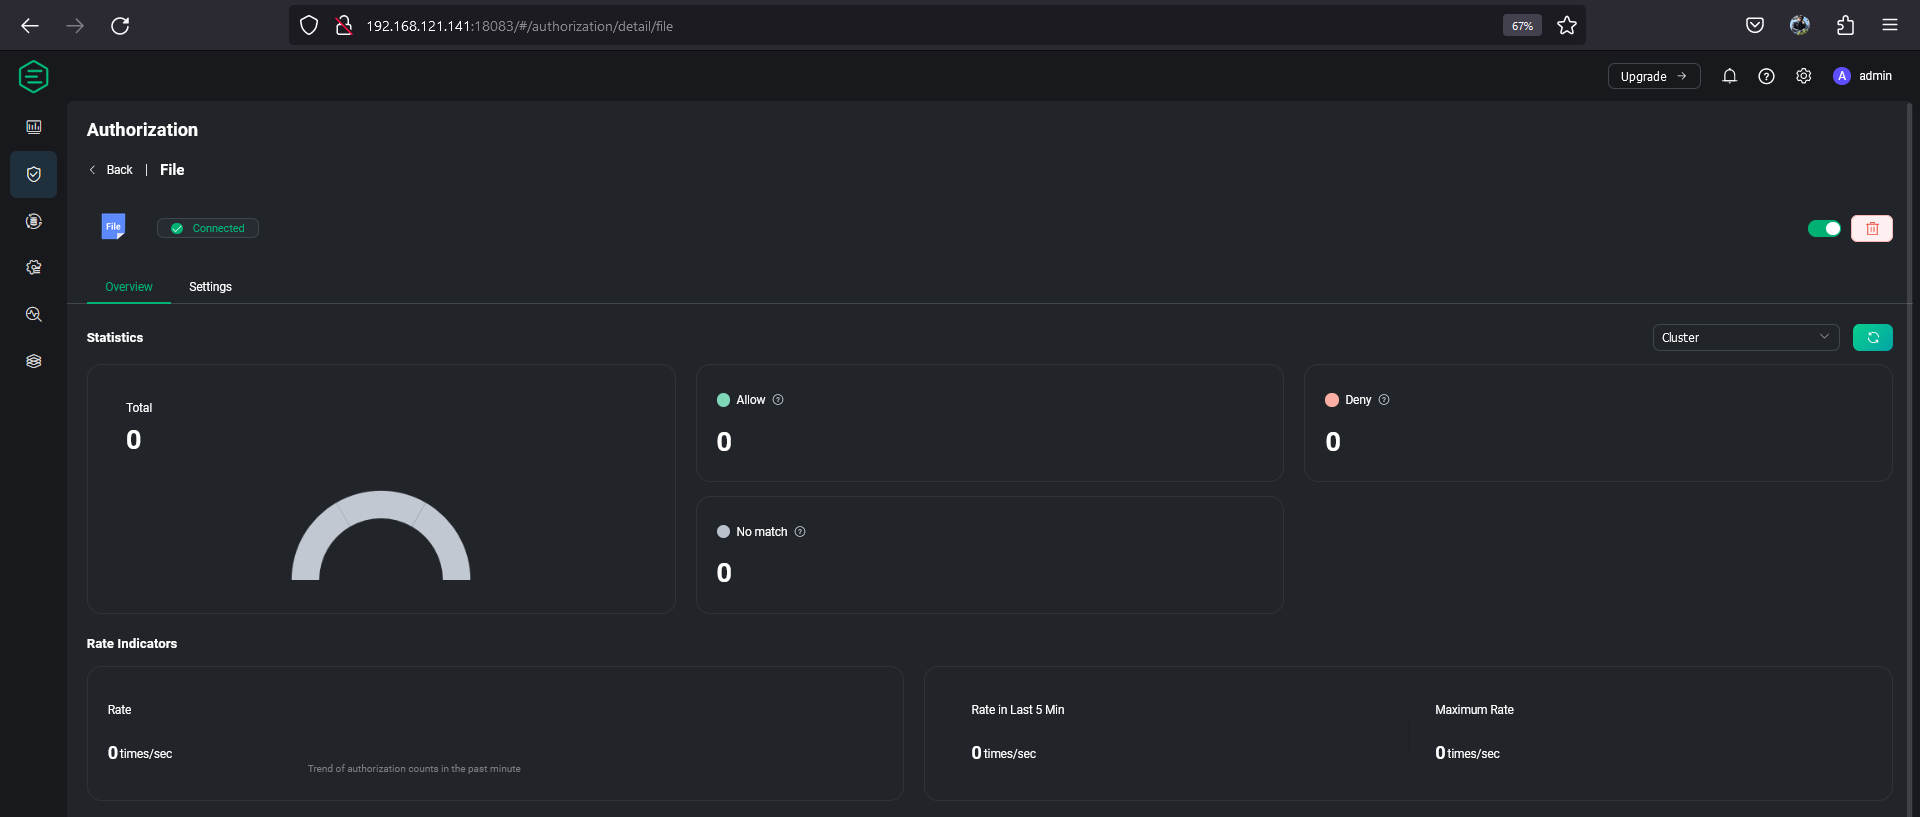 192.168.121.141:18083/#/authorization/detail/file
67%
Upgrade →
A admin
Authorization
Back | File
File
Connected
Overview
Settings
Statistics
Cluster
Total
0
Allow
0
Deny
0
No match
0
Rate Indicators
Rate
0 times/sec
Trend of authorization counts in the past minute
Rate in Last 5 Min
0 times/sec
Maximum Rate
0 times/sec